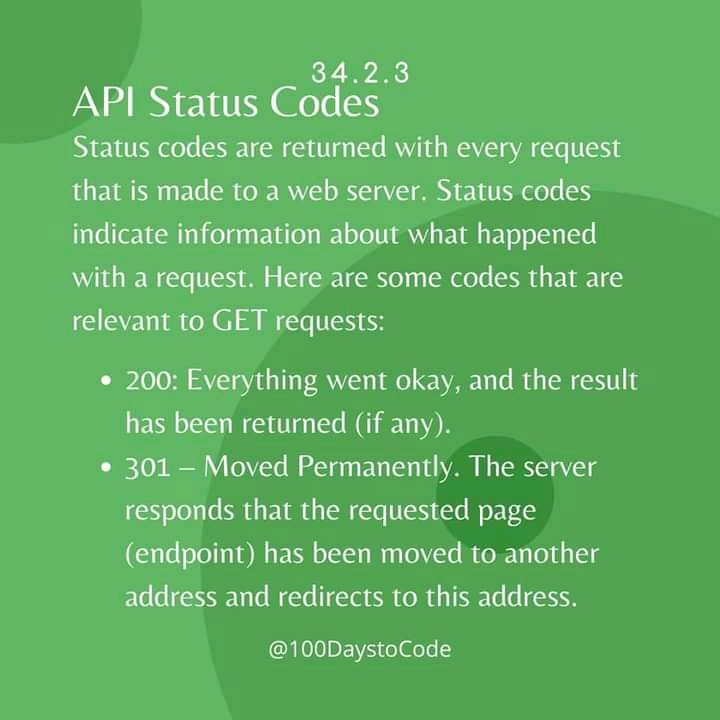 34.2.3
API Status Codes
Status codes are returned with every request
that is made to a web server. Status codes
indicate information about what happened
with a request. Here are some codes that are
relevant to GET requests:
• 200: Everything went okay, and the result
has been returned (if any).
• 301 – Moved Permanently. The server
responds that the requested page
(endpoint) has been moved to another
address and redirects to this address.
@100DaystoCode